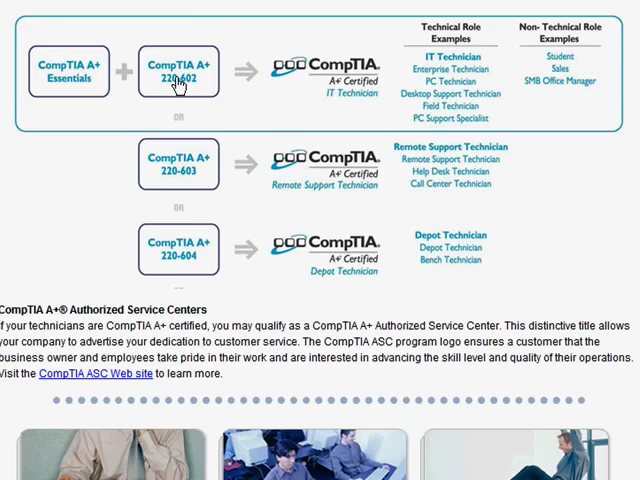 Technical Role
Examples
Non- Technical Role
Examples
CompTIA A+
Essentials
CompTIA A+
220-602
CompTIA.
A+ Certified
IT Technician
IT Technician
Enterprise Technician
PC Technician
Desktop Support Technician
Field Technician
PC Support Specialist
Student
Sales
SMB Office Manager
OR
CompTIA A+
220-603
CompTIA.
A+ Certified
Remote Support Technician
Remote Support Technician
Remote Support Technician
Help Desk Technician
Call Center Technician
OR
CompTIA A+
220-604
CompTIA.
A+ Certified
Depot Technician
Depot Technician
Depot Technician
Bench Technician
CompTIA A+® Authorized Service Centers
If your technicians are CompTIA A+ certified, you may qualify as a CompTIA A+ Authorized Service Center. This distinctive title allows
your company to advertise your dedication to customer service. The CompTIA ASC program logo ensures a customer that the
business owner and employees take pride in their work and are interested in advancing the skill level and quality of their operations.
Visit the CompTIA ASC Web site to learn more.